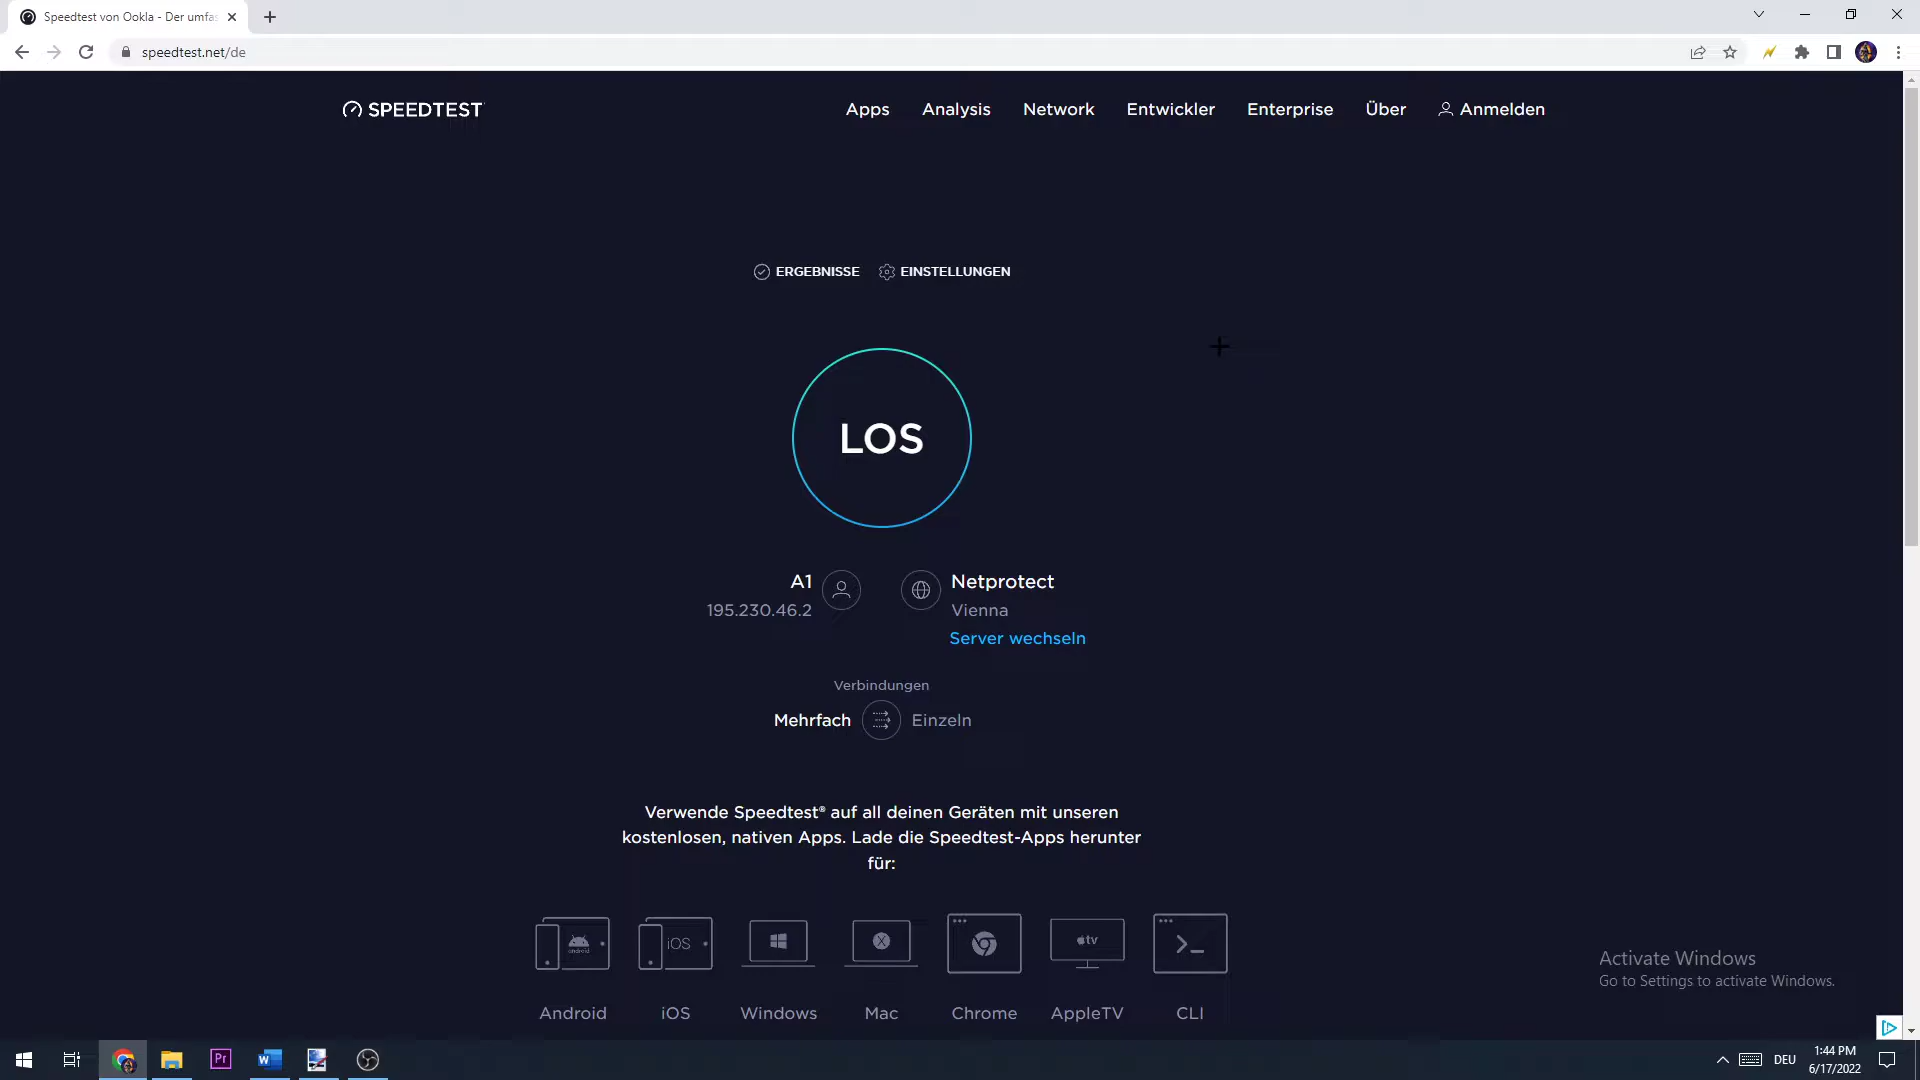 Speedtest von Ookla - Der umfas
speedtest.net/de
SPEEDTEST
Apps Analysis Network Entwickler Enterprise Über Anmelden
ERGEBNISSE EINSTELLUNGEN
LOS
A1 Netprotect
195.230.46.2 Vienna
Server wechseln
Verbindungen
Mehrfach Einzeln
Verwende Speedtest® auf all deinen Geräten mit unseren
kostenlosen, nativen Apps. Lade die Speedtest-Apps herunter
für:
android iOS tv
Android iOS Windows Mac Chrome AppleTV CLI
Activate Windows
Go to Settings to activate Windows.
Pr W DEU 1:44 PM
6/17/2022